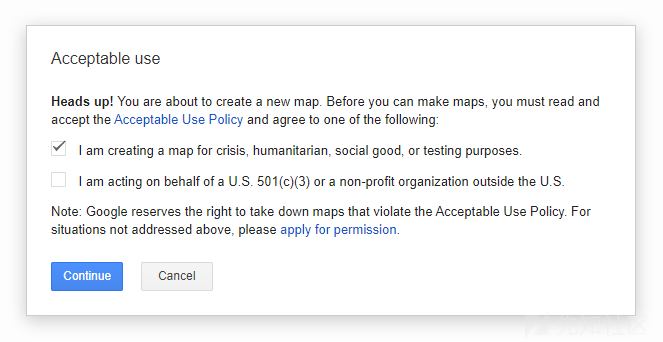 Acceptable use
Heads up! You are about to create a new map. Before you can make maps, you must read and
accept the Acceptable Use Policy and agree to one of the following:
I am creating a map for crisis, humanitarian, social good, or testing purposes.
I am acting on behalf of a U.S. 501(c)(3) or a non-profit organization outside the U.S.
Note: Google reserves the right to take down maps that violate the Acceptable Use Policy. For
situations not addressed above, please apply for permission.
Continue Cancel